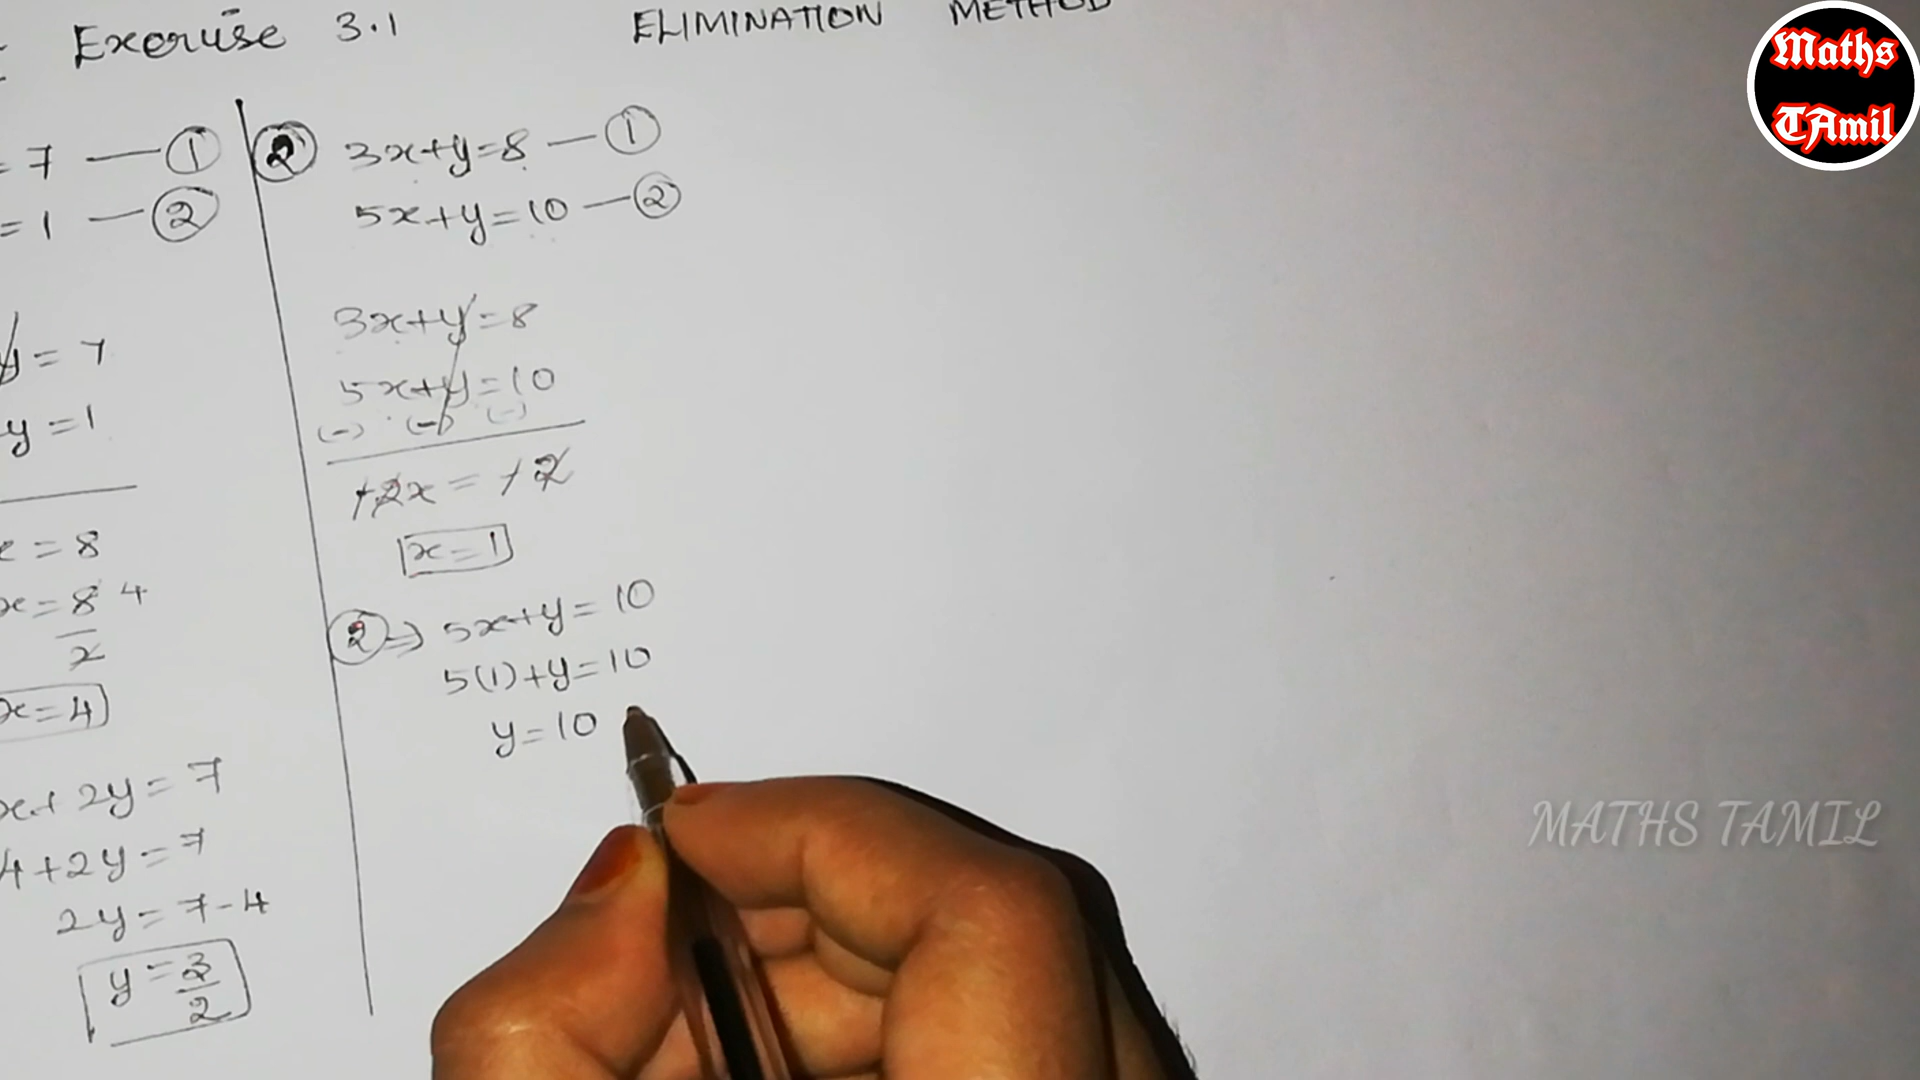 Exercise 3.1 ELIMINATION METHOD
= 7 — ①
= 1 — ②
y = 7
y = 1
x = 8
x = 8 4
2
x = 4
x + 2y = 7
4 + 2y = 7
2y = 7 - 4
y = 3
2
② 3x+y=8 — ①
5x+y=10 — ②
3x+y=8
5x+y=10
(-) (-) (-)
+2x = +2
x=1
② ⇒ 5x+y=10
5(1)+y=10
y=10
Maths
TAmil
MATHS TAMIL